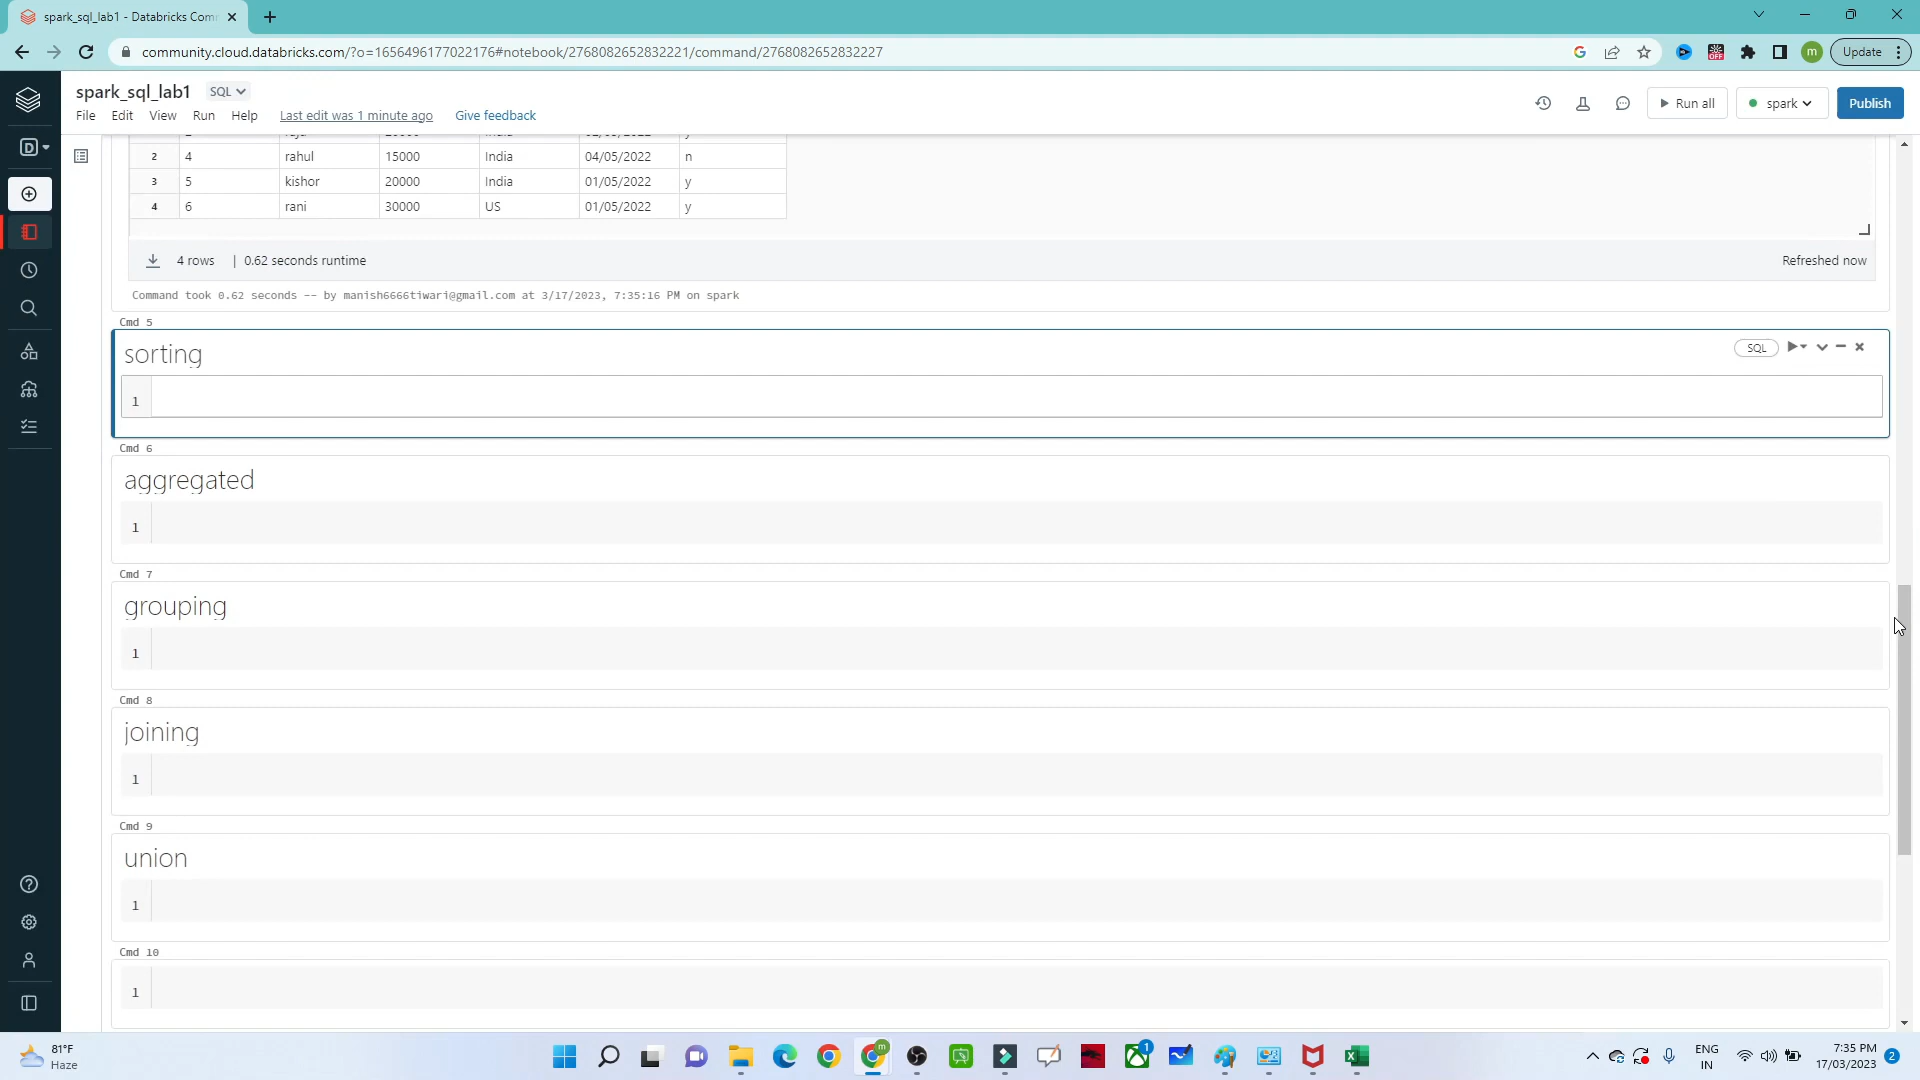 spark_sql_lab1 - Databricks Com
community.cloud.databricks.com/?o=1656496177022176#notebook/2768082652832221/command/2768082652832227
OFF
m
Update
spark_sql_lab1 SQL
File Edit View Run Help Last edit was 1 minute ago Give feedback
Run all
spark
Publish
D
2 4 rahul 15000 India 04/05/2022 n
3 5 kishor 20000 India 01/05/2022 y
4 6 rani 30000 US 01/05/2022 y
4 rows | 0.62 seconds runtime
Refreshed now
Command took 0.62 seconds -- by manish6666tiwari@gmail.com at 3/17/2023, 7:35:16 PM on spark
Cmd 5
sorting
SQL
1
Cmd 6
aggregated
1
Cmd 7
grouping
1
Cmd 8
joining
1
Cmd 9
union
1
Cmd 10
1
81°F
Haze
m
1
ENG
IN
7:35 PM
17/03/2023
2